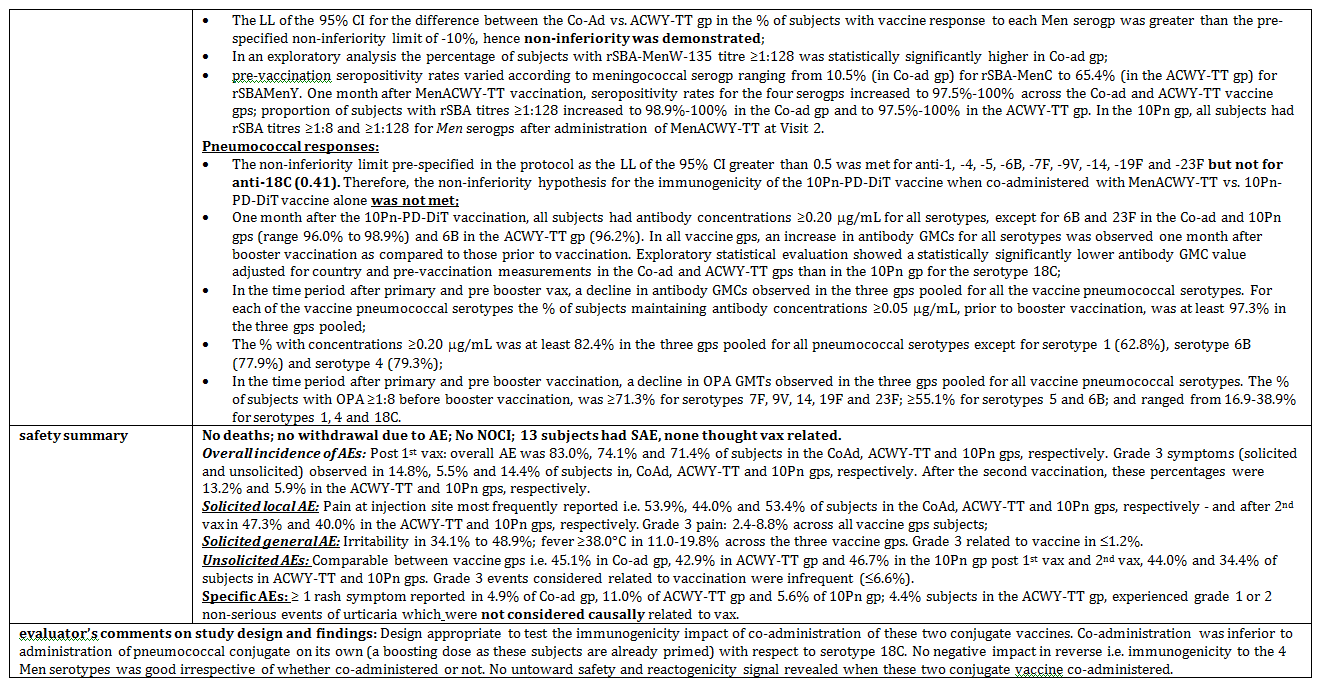 • The LL of the 95% CI for the difference between the Co-Ad vs. ACWY-TT gp in the % of subjects with vaccine response to each Men serogp was greater than the pre-
specified non-inferiority limit of -10%, hence non-inferiority was demonstrated;
• In an exploratory analysis the percentage of subjects with rSBA-MenW-135 titre ≥1:128 was statistically significantly higher in Co-ad gp;
• pre-vaccination seropositivity rates varied according to meningococcal serogp ranging from 10.5% (in Co-ad gp) for rSBA-MenC to 65.4% (in the ACWY-TT gp) for
rSBAMenY. One month after MenACWY-TT vaccination, seropositivity rates for the four serogps increased to 97.5%-100% across the Co-ad and ACWY-TT vaccine
gps; proportion of subjects with rSBA titres ≥1:128 increased to 98.9%-100% in the Co-ad gp and to 97.5%-100% in the ACWY-TT gp. In the 10Pn gp, all subjects had
rSBA titres ≥1:8 and ≥1:128 for Men serogps after administration of MenACWY-TT at Visit 2.
Pneumococcal responses:
• The non-inferiority limit pre-specified in the protocol as the LL of the 95% CI greater than 0.5 was met for anti-1, -4, -5, -6B, -7F, -9V, -14, -19F and -23F but not for
anti-18C (0.41). Therefore, the non-inferiority hypothesis for the immunogenicity of the 10Pn-PD-DiT vaccine when co-administered with MenACWY-TT vs. 10Pn-
PD-DiT vaccine alone was not met;
• One month after the 10Pn-PD-DiT vaccination, all subjects had antibody concentrations ≥0.20 µg/mL for all serotypes, except for 6B and 23F in the Co-ad and 10Pn
gps (range 96.0% to 98.9%) and 6B in the ACWY-TT gp (96.2%). In all vaccine gps, an increase in antibody GMCs for all serotypes was observed one month after
booster vaccination as compared to those prior to vaccination. Exploratory statistical evaluation showed a statistically significantly lower antibody GMC value
adjusted for country and pre-vaccination measurements in the Co-ad and ACWY-TT gps than in the 10Pn gp for the serotype 18C;
• In the time period after primary and pre booster vax, a decline in antibody GMCs observed in the three gps pooled for all the vaccine pneumococcal serotypes. For
each of the vaccine pneumococcal serotypes the % of subjects maintaining antibody concentrations ≥0.05 µg/mL, prior to booster vaccination, was at least 97.3% in
the three gps pooled;
• The % with concentrations ≥0.20 µg/mL was at least 82.4% in the three gps pooled for all pneumococcal serotypes except for serotype 1 (62.8%), serotype 6B
(77.9%) and serotype 4 (79.3%);
• In the time period after primary and pre booster vaccination, a decline in OPA GMTs observed in the three gps pooled for all vaccine pneumococcal serotypes. The %
of subjects with OPA ≥1:8 before booster vaccination, was ≥71.3% for serotypes 7F, 9V, 14, 19F and 23F; ≥55.1% for serotypes 5 and 6B; and ranged from 16.9-38.9%
for serotypes 1, 4 and 18C.
safety summary
No deaths; no withdrawal due to AE; No NOCI; 13 subjects had SAE, none thought vax related.
Overall incidence of AEs: Post 1st vax: overall AE was 83.0%, 74.1% and 71.4% of subjects in the CoAd, ACWY-TT and 10Pn gps, respectively. Grade 3 symptoms (solicited
and unsolicited) observed in 14.8%, 5.5% and 14.4% of subjects in, CoAd, ACWY-TT and 10Pn gps, respectively. After the second vaccination, these percentages were
13.2% and 5.9% in the ACWY-TT and 10Pn gps, respectively.
Solicited local AE: Pain at injection site most frequently reported i.e. 53.9%, 44.0% and 53.4% of subjects in the CoAd, ACWY-TT and 10Pn gps, respectively - and after 2nd
vax in 47.3% and 40.0% in the ACWY-TT and 10Pn gps, respectively. Grade 3 pain: 2.4-8.8% across all vaccine gps subjects;
Solicited general AE: Irritability in 34.1% to 48.9%; fever ≥38.0°C in 11.0-19.8% across the three vaccine gps. Grade 3 related to vaccine in ≤1.2%.
Unsolicited AEs: Comparable between vaccine gps i.e. 45.1% in Co-ad gp, 42.9% in ACWY-TT gp and 46.7% in the 10Pn gp post 1st vax and 2nd vax, 44.0% and 34.4% of
subjects in ACWY-TT and 10Pn gps. Grade 3 events considered related to vaccination were infrequent (≤6.6%).
Specific AEs: ≥ 1 rash symptom reported in 4.9% of Co-ad gp, 11.0% of ACWY-TT gp and 5.6% of 10Pn gp; 4.4% subjects in the ACWY-TT gp, experienced grade 1 or 2
non-serious events of urticaria which were not considered causally related to vax.
evaluator's comments on study design and findings: Design appropriate to test the immunogenicity impact of co-administration of these two conjugate vaccines. Co-administration was inferior to
administration of pneumococcal conjugate on its own (a boosting dose as these subjects are already primed) with respect to serotype 18C. No negative impact in reverse i.e. immunogenicity to the 4
Men serotypes was good irrespective of whether co-administered or not. No untoward safety and reactogenicity signal revealed when these two conjugate vaccine co-administered.